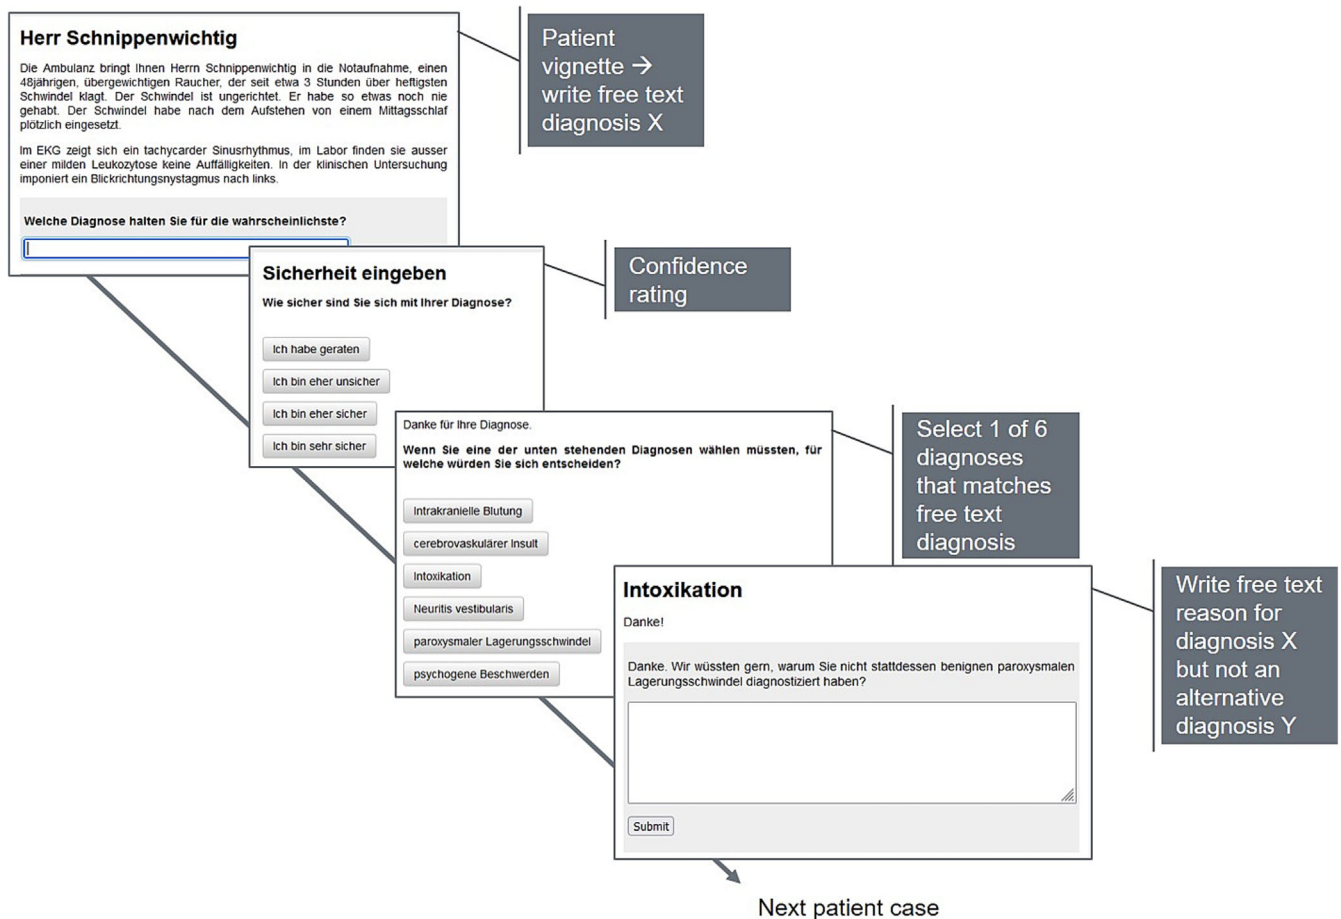 Herr Schnippenwichtig
Die Ambulanz bringt Ihnen Herrn Schnippenwichtig in die Notaufnahme, einen
48jährigen, übergewichtigen Raucher, der seit etwa 3 Stunden über heftigsten
Schwindel klagt. Der Schwindel ist ungerichtet. Er habe so etwas noch nie
gehabt. Der Schwindel habe nach dem Aufstehen von einem Mittagsschlaf
plötzlich eingesetzt.
Im EKG zeigt sich ein tachycarder Sinusrhythmus, im Labor finden sie ausser
einer milden Leukozytose keine Auffälligkeiten. In der klinischen Untersuchung
imponiert ein Blickrichtungsnystagmus nach links.
Welche Diagnose halten Sie für die wahrscheinlichste?
Patient
vignette →
write free text
diagnosis X
Sicherheit eingeben
Wie sicher sind Sie sich mit Ihrer Diagnose?
Ich habe geraten
Ich bin eher unsicher
Ich bin eher sicher
Ich bin sehr sicher
Confidence
rating
Danke für Ihre Diagnose.
Wenn Sie eine der unten stehenden Diagnosen wählen müssten, für
welche würden Sie sich entscheiden?
Intrakranielle Blutung
cerebrovaskulärer Insult
Intoxikation
Neuritis vestibularis
paroxysmaler Lagerungsschwindel
psychogene Beschwerden
Select 1 of 6
diagnoses
that matches
free text
diagnosis
Intoxikation
Danke!
Danke. Wir wüssten gern, warum Sie nicht stattdessen benignen paroxysmalen
Lagerungsschwindel diagnostiziert haben?
Submit
Write free text
reason for
diagnosis X
but not an
alternative
diagnosis Y
Next patient case